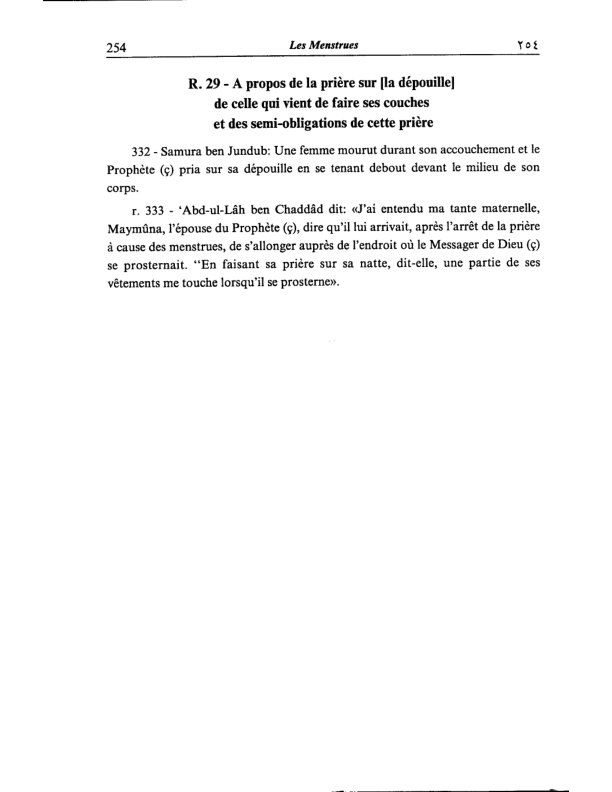 254 Les Menstrues ٢٥٤
R. 29 - A propos de la prière sur [la dépouille]
de celle qui vient de faire ses couches
et des semi-obligations de cette prière
332 - Samura ben Jundub: Une femme mourut durant son accouchement et le
Prophète (ç) pria sur sa dépouille en se tenant debout devant le milieu de son
corps.
r. 333 - ‘Abd-ul-Lâh ben Chaddâd dit: «J’ai entendu ma tante maternelle,
Maymûna, l’épouse du Prophète (ç), dire qu’il lui arrivait, après l’arrêt de la prière
à cause des menstrues, de s’allonger auprès de l’endroit où le Messager de Dieu (ç)
se prosternait. “En faisant sa prière sur sa natte, dit-elle, une partie de ses
vêtements me touche lorsqu’il se prosterne».